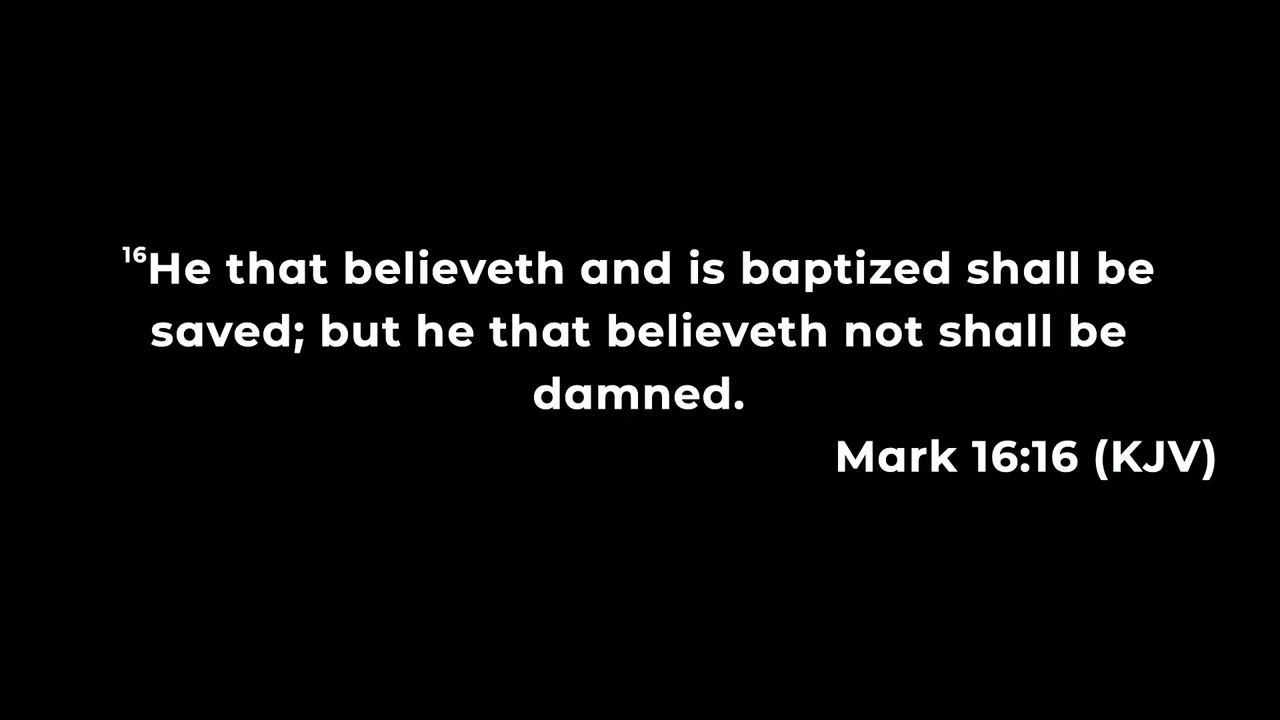 ¹⁶He that believeth and is baptized shall be
saved; but he that believeth not shall be
damned.
Mark 16:16 (KJV)